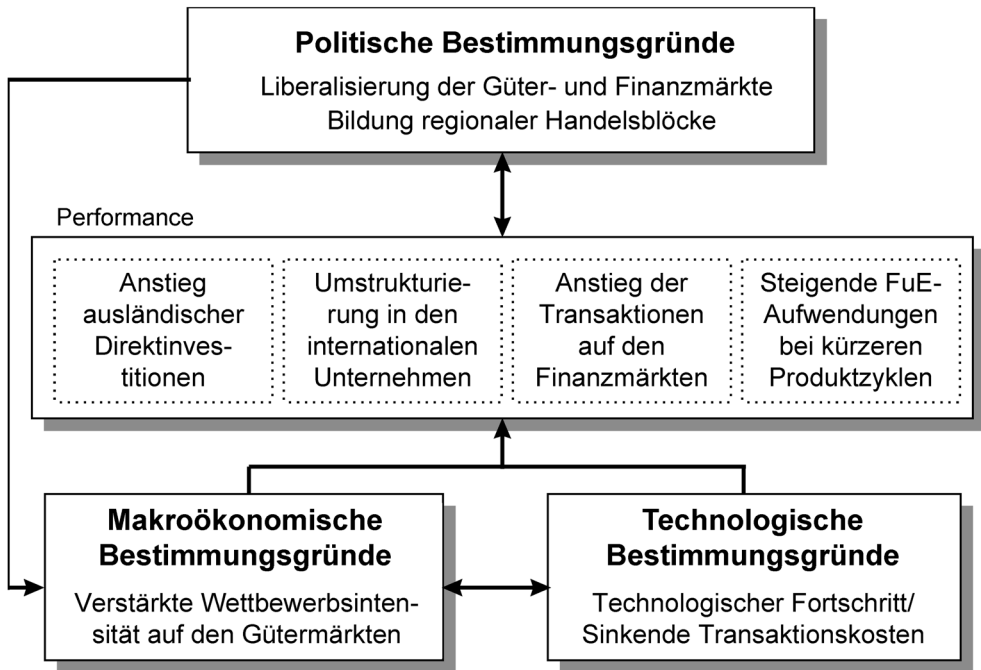 Politische Bestimmungsgründe
Liberalisierung der Güter- und Finanzmärkte
Bildung regionaler Handelsblöcke
Performance
Anstieg
ausländischer
Direktinves-
titionen
Umstrukturie-
rung in den
internationalen
Unternehmen
Anstieg der
Transaktionen
auf den
Finanzmärkten
Steigende FuE-
Aufwendungen
bei kürzeren
Produktzyklen
Makroökonomische
Bestimmungsgründe
Verstärkte Wettbewerbsinten-
sität auf den Gütermärkten
Technologische
Bestimmungsgründe
Technologischer Fortschritt/
Sinkende Transaktionskosten